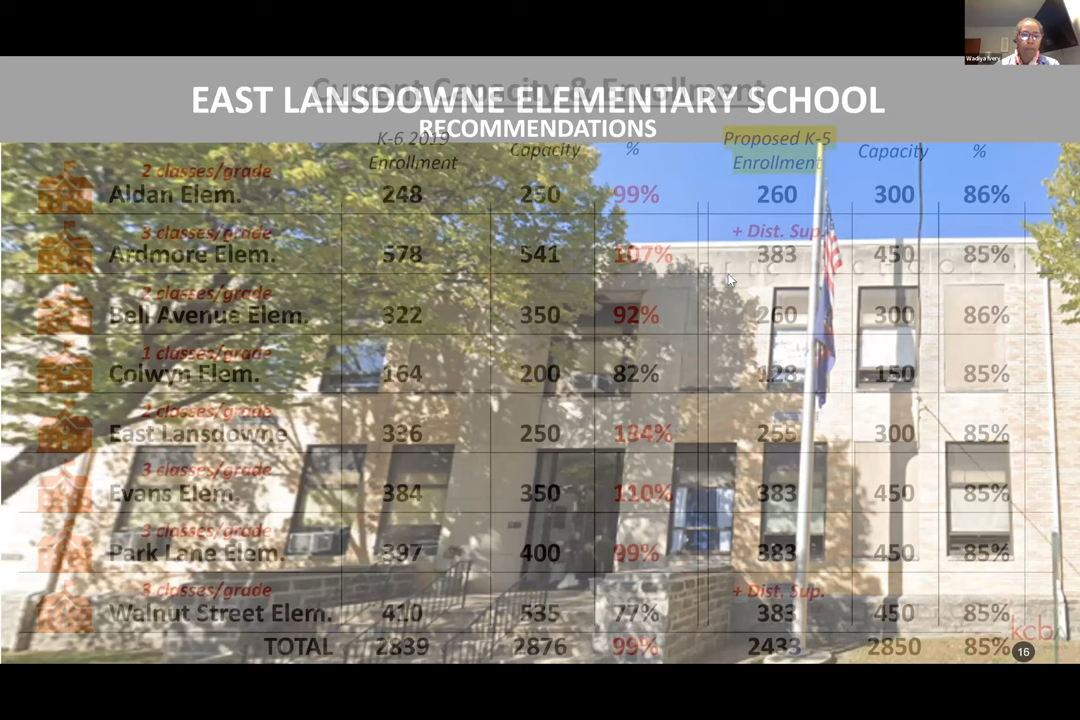 Wadiya Ivery
Current Capacity & Enrollment
EAST LANSDOWNE ELEMENTARY SCHOOL
RECOMMENDATIONS
K-6 2019 Enrollment Capacity % Proposed K-5 Enrollment Capacity %
2 classes/grade
Aldan Elem. 248 250 99% 260 300 86%
3 classes/grade + Dist. Sup.
Ardmore Elem. 578 541 107% 383 450 85%
2 classes/grade
Bell Avenue Elem. 322 350 92% 260 300 86%
1 classes/grade
Colwyn Elem. 164 200 82% 128 150 85%
2 classes/grade
East Lansdowne 336 250 134% 255 300 85%
3 classes/grade
Evans Elem. 384 350 110% 383 450 85%
3 classes/grade
Park Lane Elem. 397 400 99% 383 450 85%
3 classes/grade + Dist. Sup.
Walnut Street Elem. 410 535 77% 383 450 85%
TOTAL 2839 2876 99% 2433 2850 85%
kcba
16